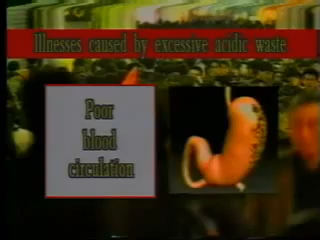 Illnesses caused by excessive acidic waste
Poor
blood
circulation